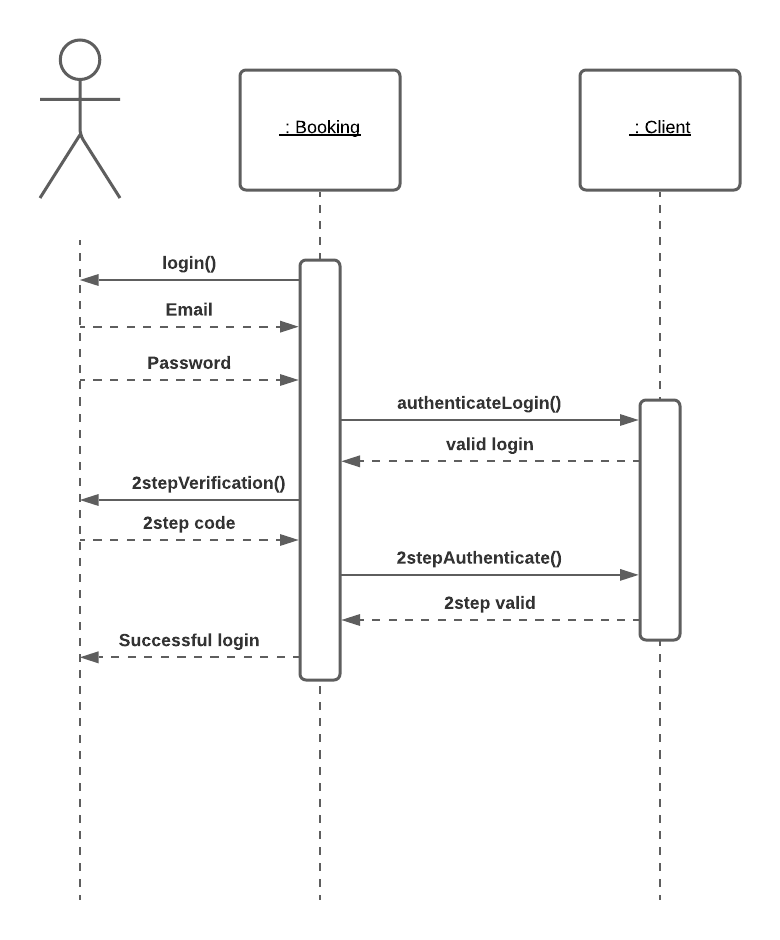 : Booking
: Client
login()
Email
Password
authenticateLogin()
valid login
2stepVerification()
2step code
2stepAuthenticate()
2step valid
Successful login